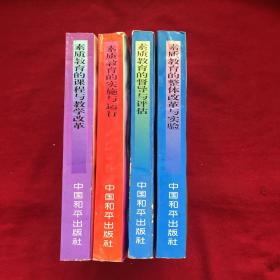 素质教育的课程与教学改革
中国和平出版社
素质教育的实施与运行
中国和平出版社
素质教育的督导与评估
中国和平出版社
素质教育的整体改革与实验
中国和平出版社